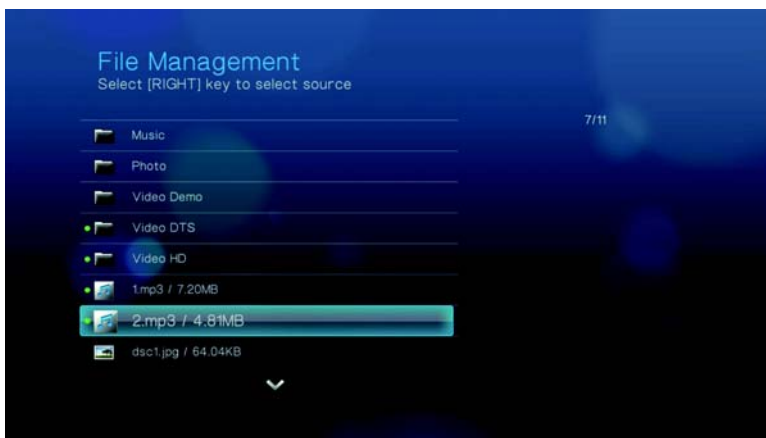 File Management
Select [RIGHT] key to select source
7/11
Music
Photo
Video Demo
Video DTS
Video HD
1.mp3 / 7.20MB
2.mp3 / 4.81MB
dsc1.jpg / 64.04KB